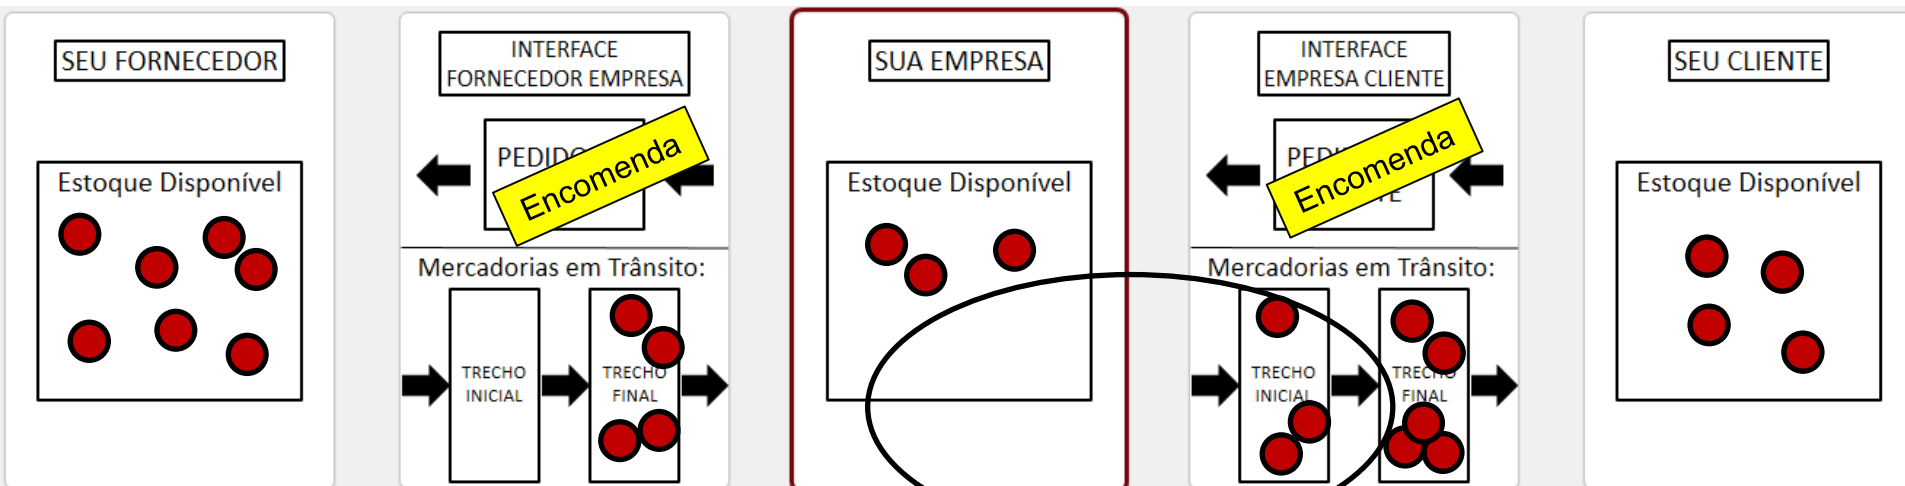 SEU FORNECEDOR
Estoque Disponível
INTERFACE
FORNECEDOR EMPRESA
Encomenda
Mercadorias em Trânsito:
TRECHO
INICIAL
TRECHO
FINAL
SUA EMPRESA
Estoque Disponível
INTERFACE
EMPRESA CLIENTE
Encomenda
Mercadorias em Trânsito:
TRECHO
INICIAL
TRECHO
FINAL
SEU CLIENTE
Estoque Disponível